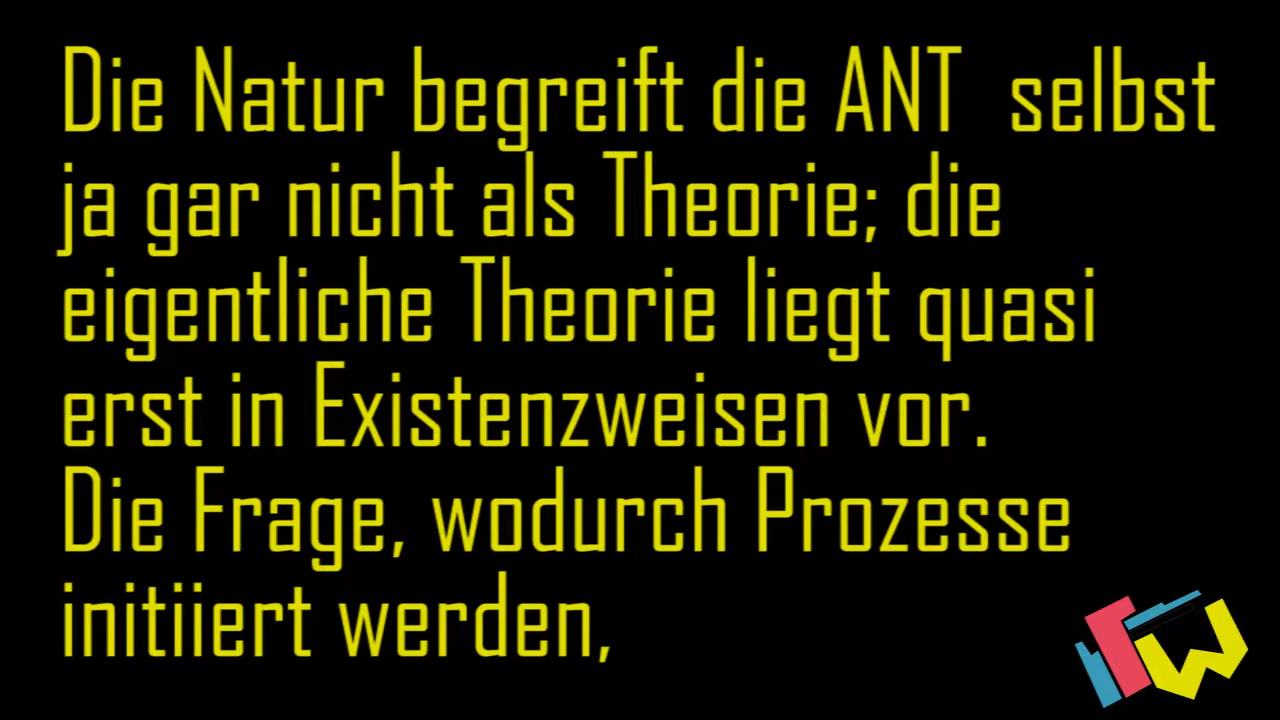 Die Natur begreift die ANT selbst
ja gar nicht als Theorie; die
eigentliche Theorie liegt quasi
erst in Existenzweisen vor.
Die Frage, wodurch Prozesse
initiiert werden,